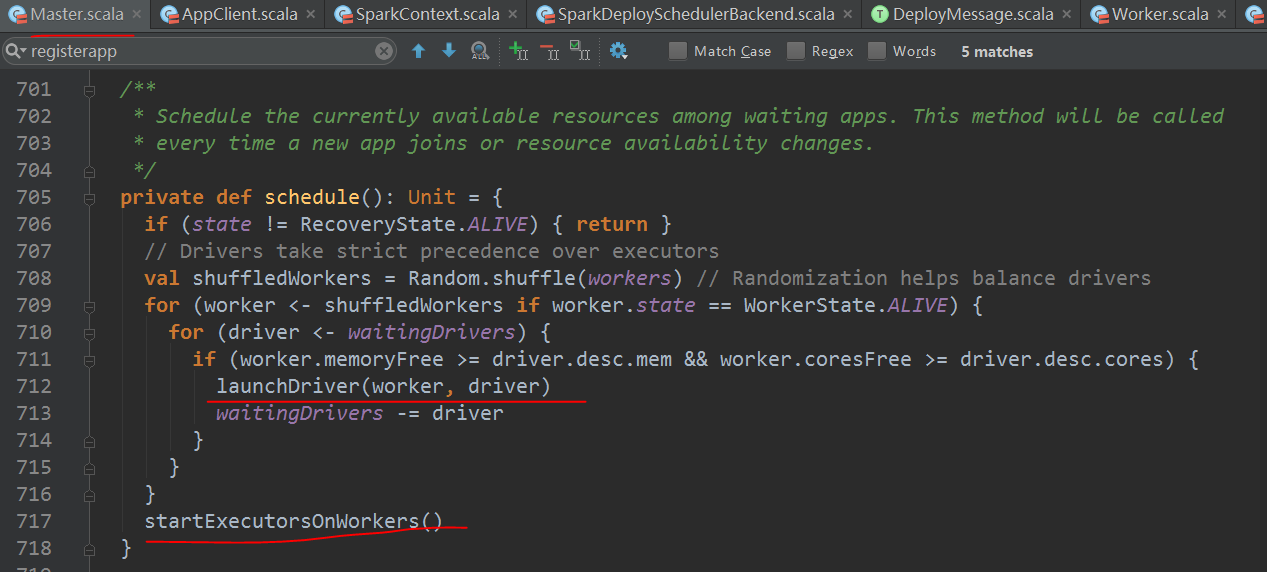 Master.scala AppClient.scala SparkContext.scala SparkDeploySchedulerBackend.scala DeployMessage.scala Worker.scala
registerapp Match Case Regex Words 5 matches
701 /**
702 * Schedule the currently available resources among waiting apps. This method will be called
703 * every time a new app joins or resource availability changes.
704 */
705 private def schedule(): Unit = {
706 if (state != RecoveryState.ALIVE) { return }
707 // Drivers take strict precedence over executors
708 val shuffledWorkers = Random.shuffle(workers) // Randomization helps balance drivers
709 for (worker <- shuffledWorkers if worker.state == WorkerState.ALIVE) {
710 for (driver <- waitingDrivers) {
711 if (worker.memoryFree >= driver.desc.mem && worker.coresFree >= driver.desc.cores) {
712 launchDriver(worker, driver)
713 waitingDrivers -= driver
714 }
715 }
716 }
717 startExecutorsOnWorkers()
718 }